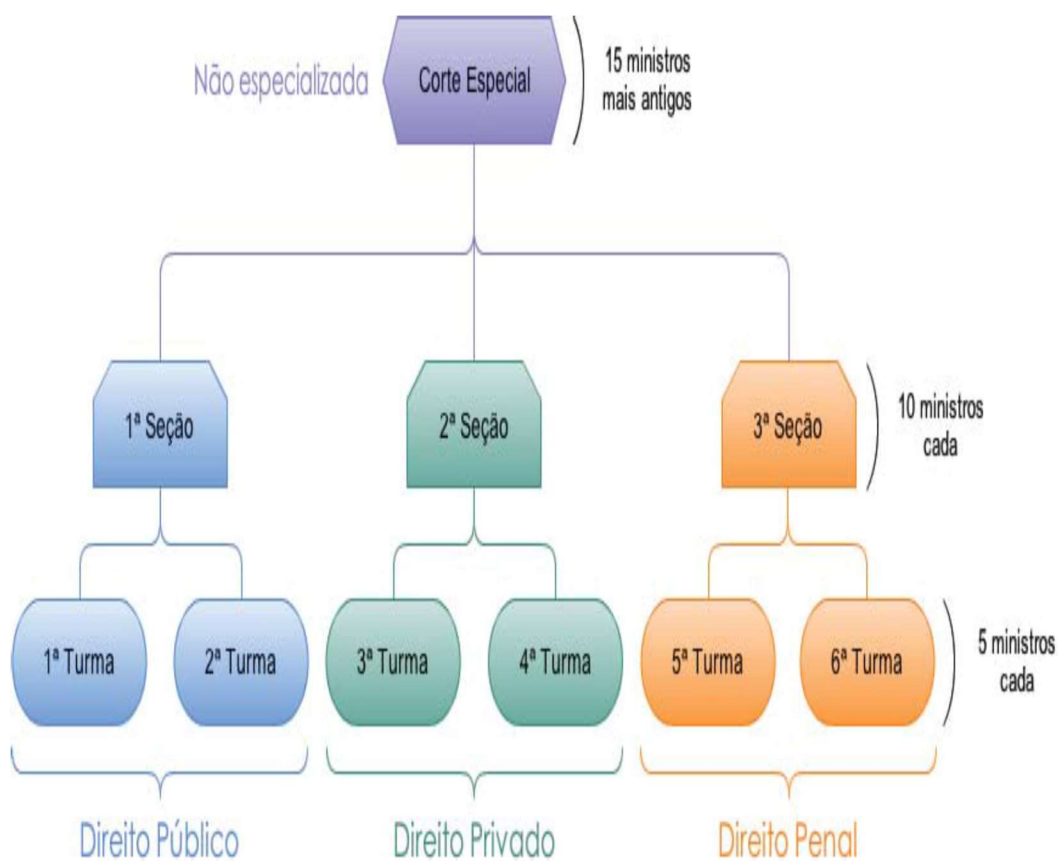 Não especializada
Corte Especial
15 ministros
mais antigos
1ª Seção
2ª Seção
3ª Seção
10 ministros
cada
1ª Turma
2ª Turma
3ª Turma
4ª Turma
5ª Turma
6ª Turma
5 ministros
cada
Direito Público
Direito Privado
Direito Penal